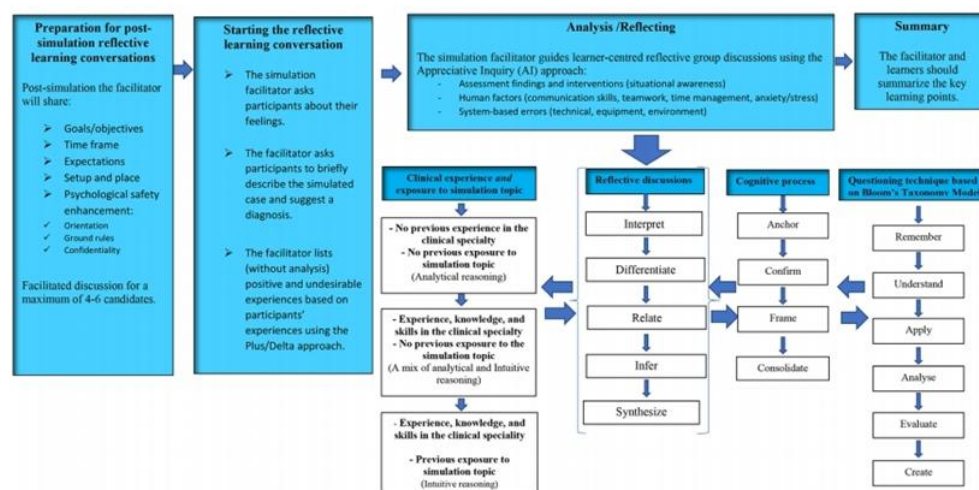 Preparation for post-
simulation reflective
learning conversations
Post-simulation the facilitator
will share:
Goals/objectives
Time frame
Expectations
Setup and place
Psychological safety
enhancement:
Orientation
Ground rules
Confidentiality
Facilitated discussion for a
maximum of 4-6 candidates.
Starting the reflective
learning conversation
The simulation
facilitator asks
participants about their
feelings.
The facilitator asks
participants to briefly
describe the simulated
case and suggest a
diagnosis.
The facilitator lists
(without analysis)
positive and undesirable
experiences based on
participants'
experiences using the
Plus/Delta approach.
Analysis /Reflecting
The simulation facilitator guides learner-centred reflective group discussions using the
Appreciative Inquiry (AI) approach:
- Assessment findings and interventions (situational awareness)
- Human factors (communication skills, teamwork, time management, anxiety/stress)
- System-based errors (technical, equipment, environment)
Summary
The facilitator and
learners should
summarize the key
learning points.
Clinical experience and
exposure to simulation topic
- No previous experience in the
clinical specialty
- No previous exposure to
simulation topic
(Analytical reasoning)
- Experience, knowledge, and
skills in the clinical specialty
- No previous exposure to the
simulation topic
(A mix of analytical and Intuitive
reasoning)
- Experience, knowledge, and
skills in the clinical speciality
- Previous exposure to
simulation topic
(Intuitive reasoning)
Reflective discussions
Interpret
Differentiate
Relate
Infer
Synthesize
Cognitive process
Anchor
Confirm
Frame
Consolidate
Questioning technique based
on Bloom's Taxonomy Model
Remember
Understand
Apply
Analyse
Evaluate
Create